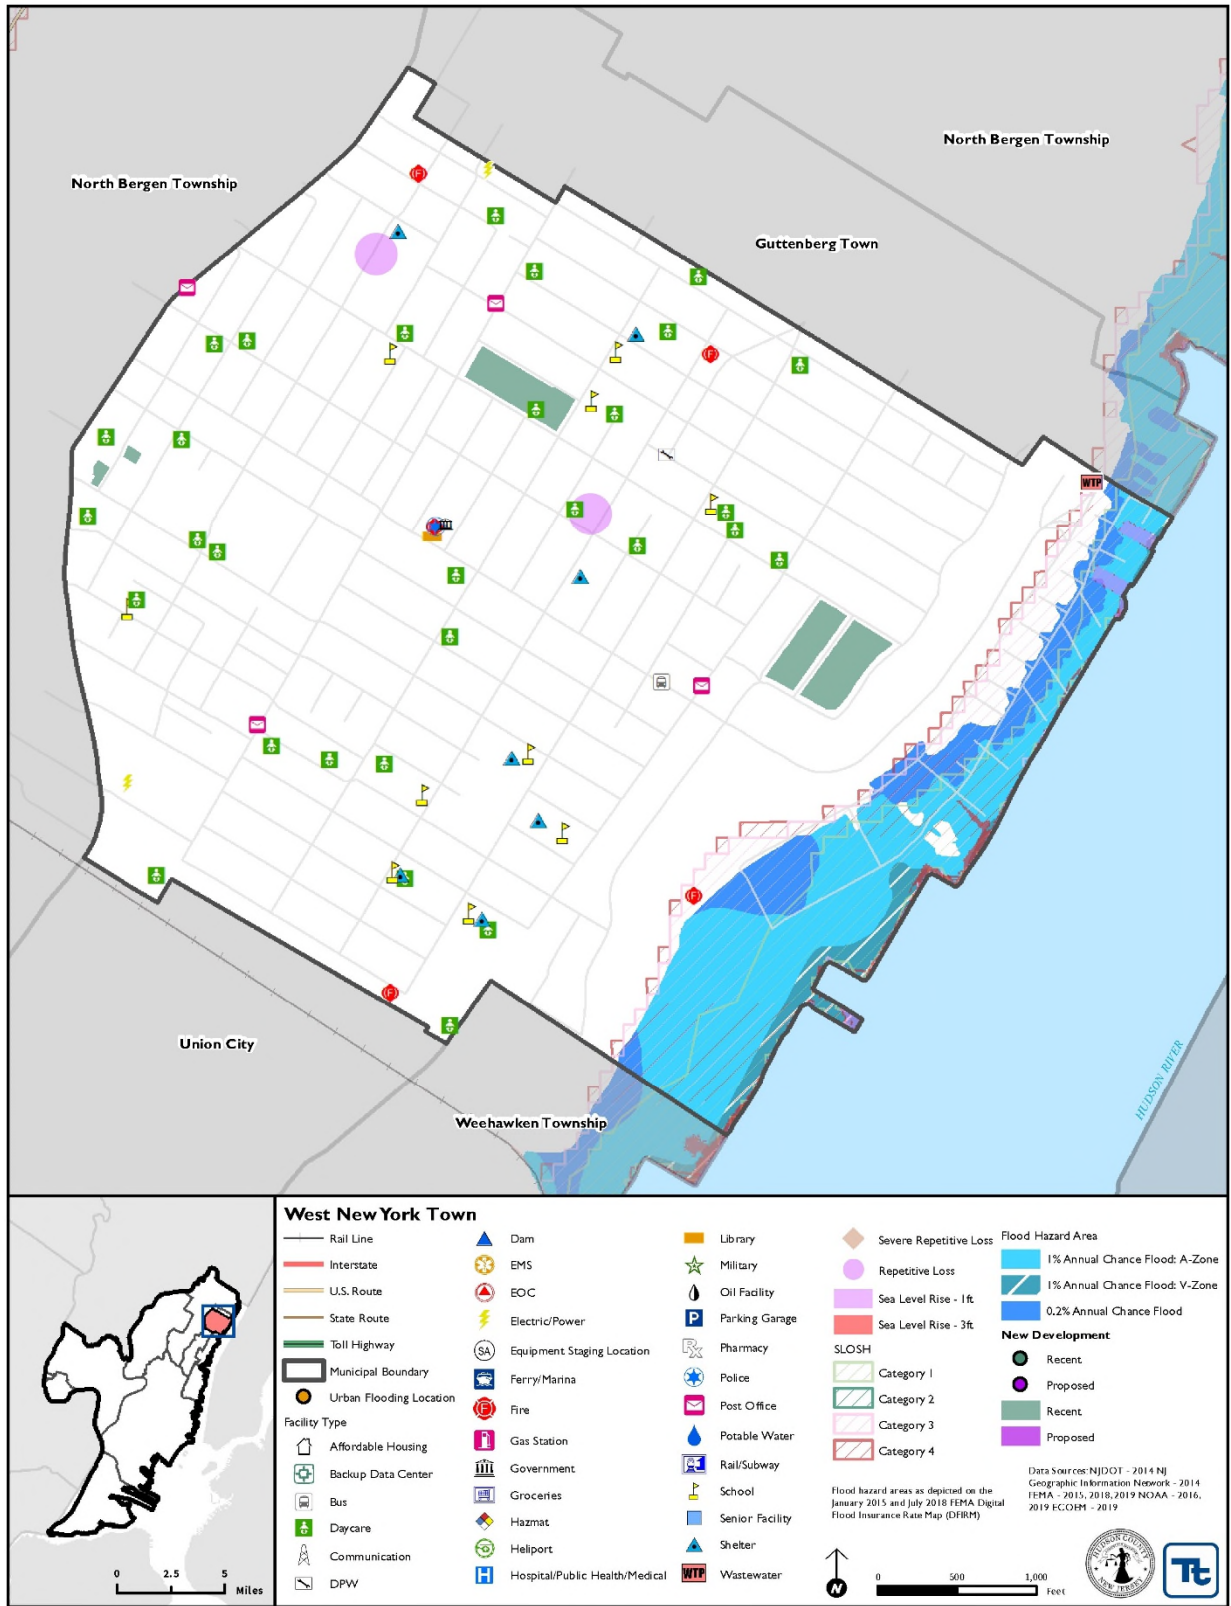 North Bergen Township
North Bergen Township
Guttenberg Town
WTP
Union City
Weehawken Township
HUDSON RIVER
West New York Town
Rail Line
Interstate
U.S. Route
State Route
Toll Highway
Municipal Boundary
Urban Flooding Location
Facility Type
Affordable Housing
Backup Data Center
Bus
Daycare
Communication
DPW
Dam
EMS
EOC
Electric/Power
SA Equipment Staging Location
Ferry/Marina
F Fire
Gas Station
Government
Groceries
Hazmat
Heliport
H Hospital/Public Health/Medical
Library
Military
Oil Facility
P Parking Garage
Rx Pharmacy
Police
Post Office
Potable Water
Rail/Subway
School
Senior Facility
Shelter
WTP Wastewater
Severe Repetitive Loss
Repetitive Loss
Sea Level Rise - 1ft
Sea Level Rise - 3ft
SLOSH
Category 1
Category 2
Category 3
Category 4
Flood Hazard Area
1% Annual Chance Flood: A-Zone
1% Annual Chance Flood: V-Zone
0.2% Annual Chance Flood
New Development
Recent
Proposed
Recent
Proposed
Flood hazard areas as depicted on the
January 2015 and July 2018 FEMA Digital
Flood Insurance Rate Map (DFIRM)
Data Sources: NJDOT - 2014 NJ
Geographic Information Network - 2014
FEMA - 2015, 2018, 2019 NOAA - 2016,
2019 ECOEM - 2019
0 2.5 5
Miles
N
0 500 1,000
Feet
HUDSON COUNTY
NEW JERSEY
Tt